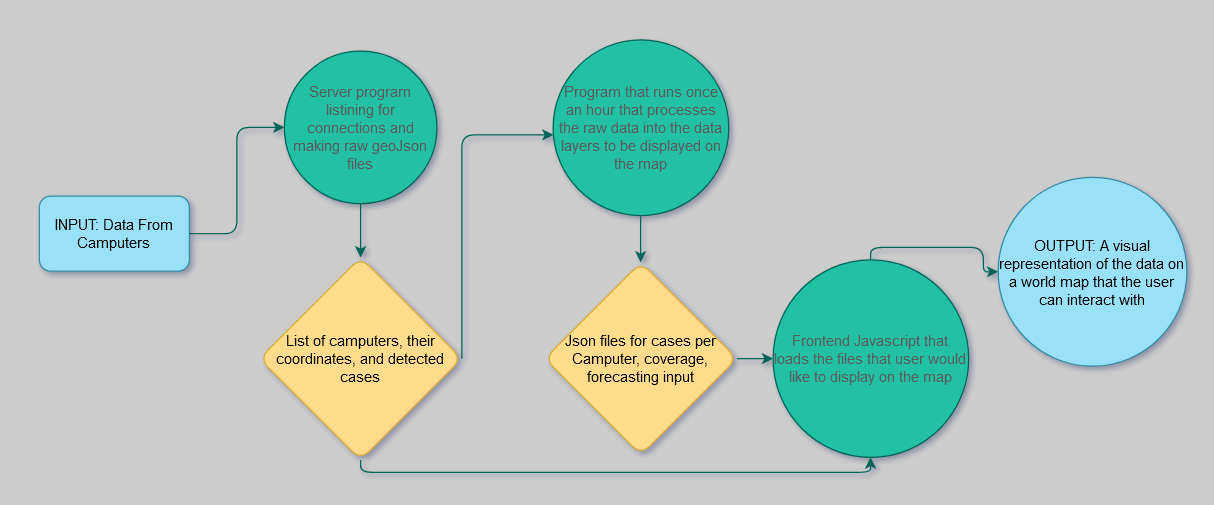 INPUT: Data From
Camputers
Server program
listining for
connections and
making raw geoJson
files
List of camputers, their
coordinates, and detected
cases
Program that runs once
an hour that processes
the raw data into the data
layers to be displayed on
the map
Json files for cases per
Camputer, coverage,
forecasting input
Frontend Javascript that
loads the files that user would
like to display on the map
OUTPUT: A visual
representation of the data on
a world map that the user
can interact with